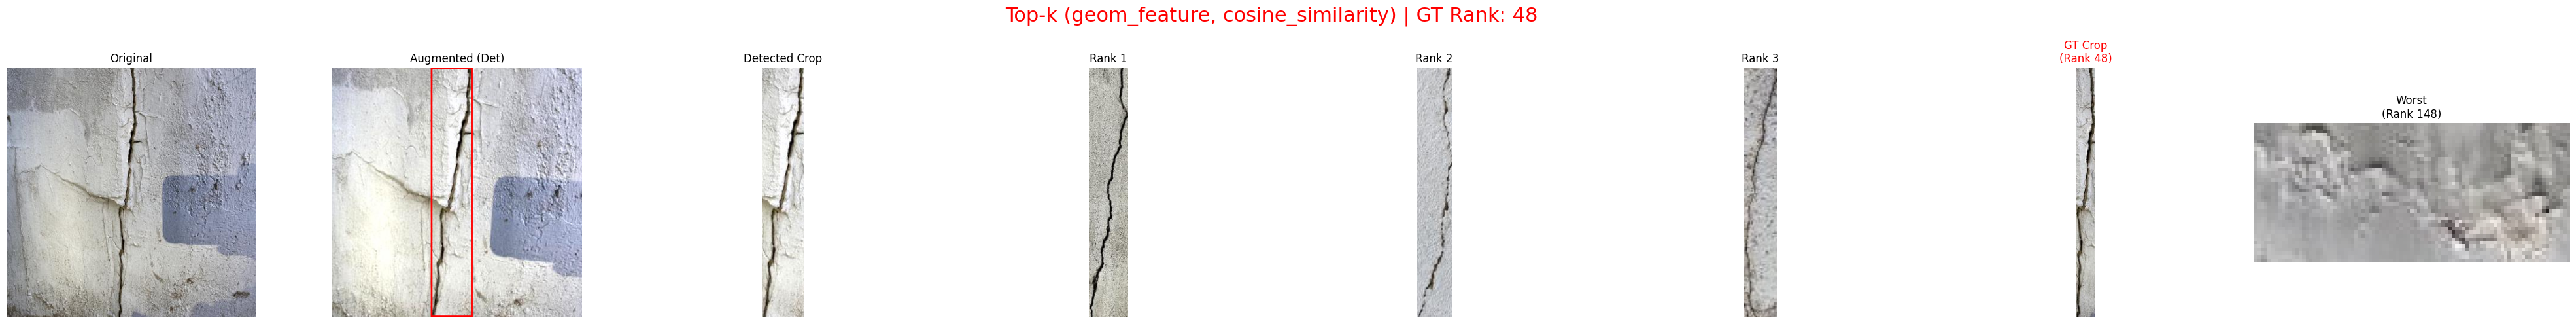 Top-k (geom_feature, cosine_similarity) | GT Rank: 48
Original
Augmented (Det)
Detected Crop
Rank 1
Rank 2
Rank 3
GT Crop
(Rank 48)
Worst
(Rank 148)